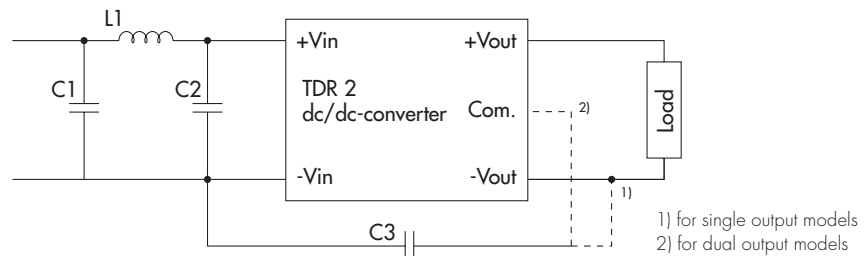 L1
+Vin
+Vout
C1
C2
TDR 2
dc/dc-converter
Com.
2)
Load
-Vin
-Vout
1)
C3
1) for single output models
2) for dual output models